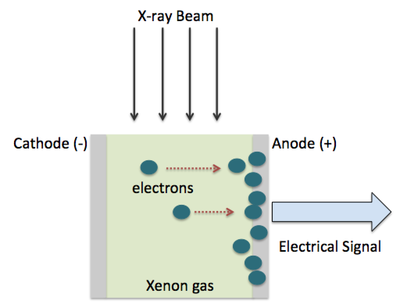 X-ray Beam
Cathode (-)
Anode (+)
electrons
Electrical Signal
Xenon gas